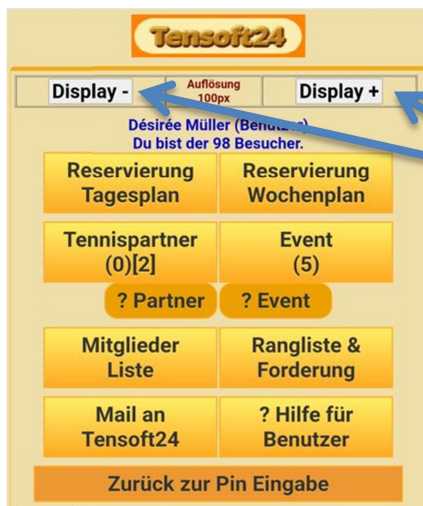 Tensoft24
Display - Auflösung Display +
100px
Désirée Müller (Benutzer)
Du bist der 98 Besucher.
Reservierung Reservierung
Tagesplan Wochenplan
Tennispartner Event
(0)[2] (5)
? Partner ? Event
Mitglieder Rangliste &
Liste Forderung
Mail an ? Hilfe für
Tensoft24 Benutzer
Zurück zur Pin Eingabe